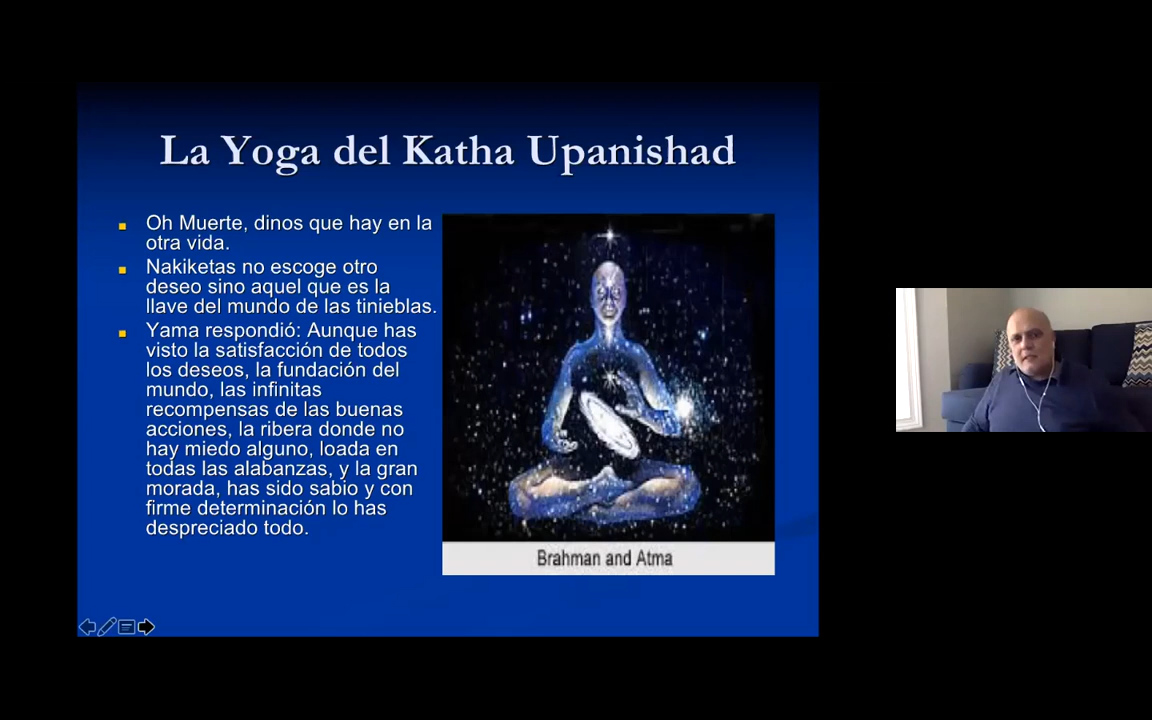 La Yoga del Katha Upanishad
Oh Muerte, dinos que hay en la
otra vida.
Nakiketas no escoge otro
deseo sino aquel que es la
llave del mundo de las tinieblas.
Yama respondió: Aunque has
visto la satisfacción de todos
los deseos, la fundación del
mundo, las infinitas
recompensas de las buenas
acciones, la ribera donde no
hay miedo alguno, loada en
todas las alabanzas, y la gran
morada, has sido sabio y con
firme determinación lo has
despreciado todo.
Brahman and Atma